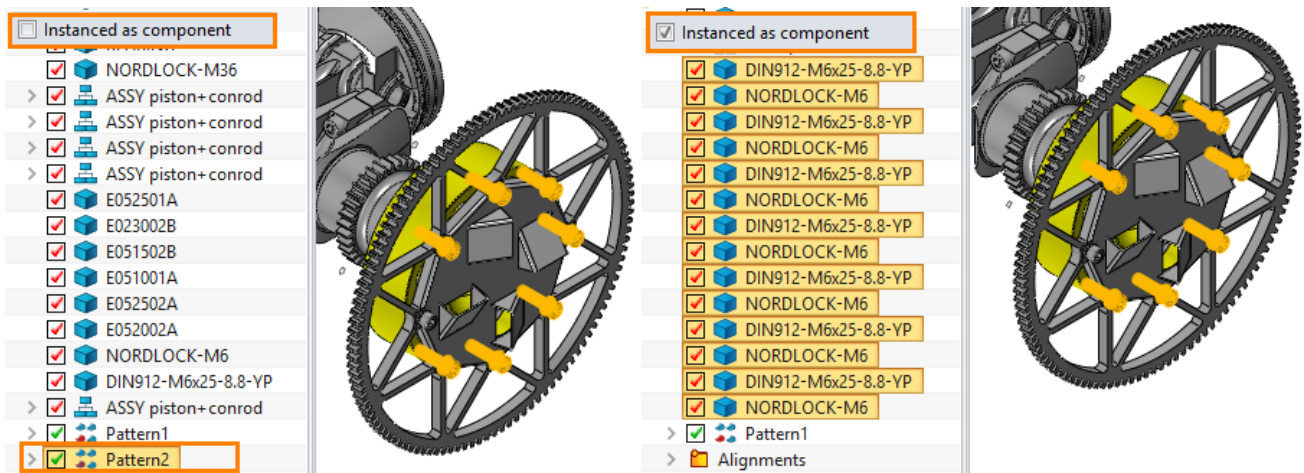 Instanced as component
NORDLOCK-M36
ASSY piston+conrod
ASSY piston+conrod
ASSY piston+conrod
ASSY piston+conrod
E052501A
E023002B
E051502B
E051001A
E052502A
E052002A
NORDLOCK-M6
DIN912-M6x25-8.8-YP
ASSY piston+conrod
Pattern1
Pattern2
Instanced as component
DIN912-M6x25-8.8-YP
NORDLOCK-M6
DIN912-M6x25-8.8-YP
NORDLOCK-M6
DIN912-M6x25-8.8-YP
NORDLOCK-M6
DIN912-M6x25-8.8-YP
NORDLOCK-M6
DIN912-M6x25-8.8-YP
NORDLOCK-M6
DIN912-M6x25-8.8-YP
NORDLOCK-M6
DIN912-M6x25-8.8-YP
NORDLOCK-M6
Pattern1
Alignments